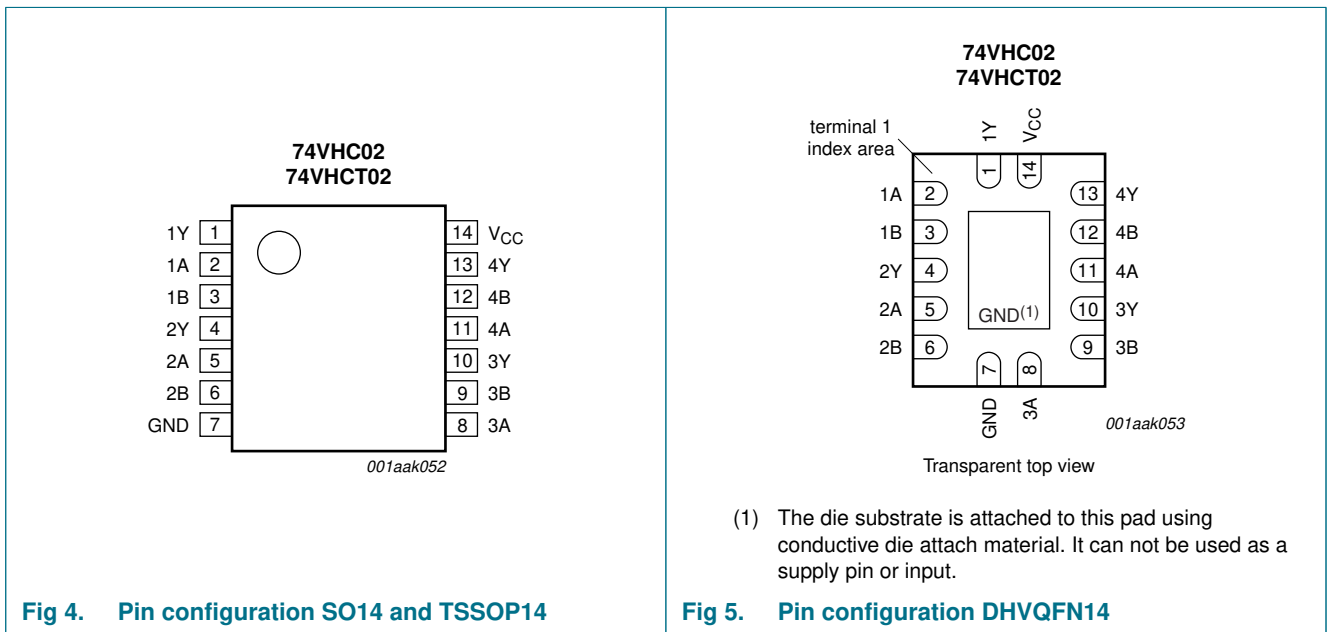 74VHC02
74VHCT02
1Y 1
14 VCC
1A 2
13 4Y
1B 3
12 4B
2Y 4
11 4A
2A 5
10 3Y
2B 6
9 3B
GND 7
8 3A
001aak052
Fig 4. Pin configuration SO14 and TSSOP14
74VHC02
74VHCT02
terminal 1
index area
1Y
VCC
1
14
1A 2
13 4Y
1B 3
12 4B
2Y 4
11 4A
2A 5
10 3Y
GND(1)
2B 6
9 3B
7
8
GND
3A
001aak053
Transparent top view
(1) The die substrate is attached to this pad using
conductive die attach material. It can not be used as a
supply pin or input.
Fig 5. Pin configuration DHVQFN14